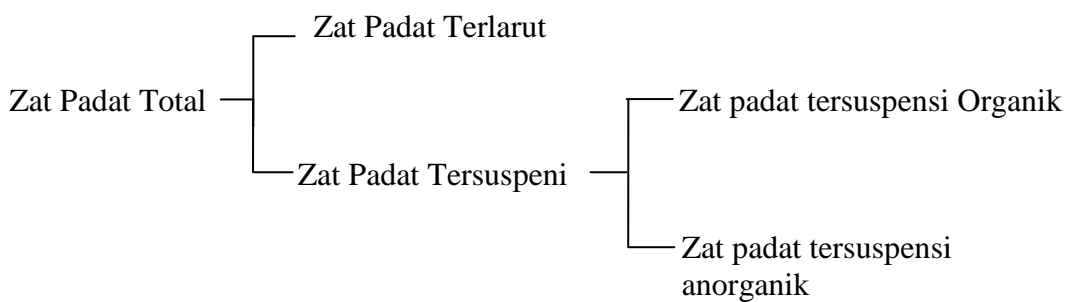 Zat Padat Terlarut
Zat Padat Total
Zat padat tersuspensi Organik
Zat Padat Tersuspeni
Zat padat tersuspensi
anorganik